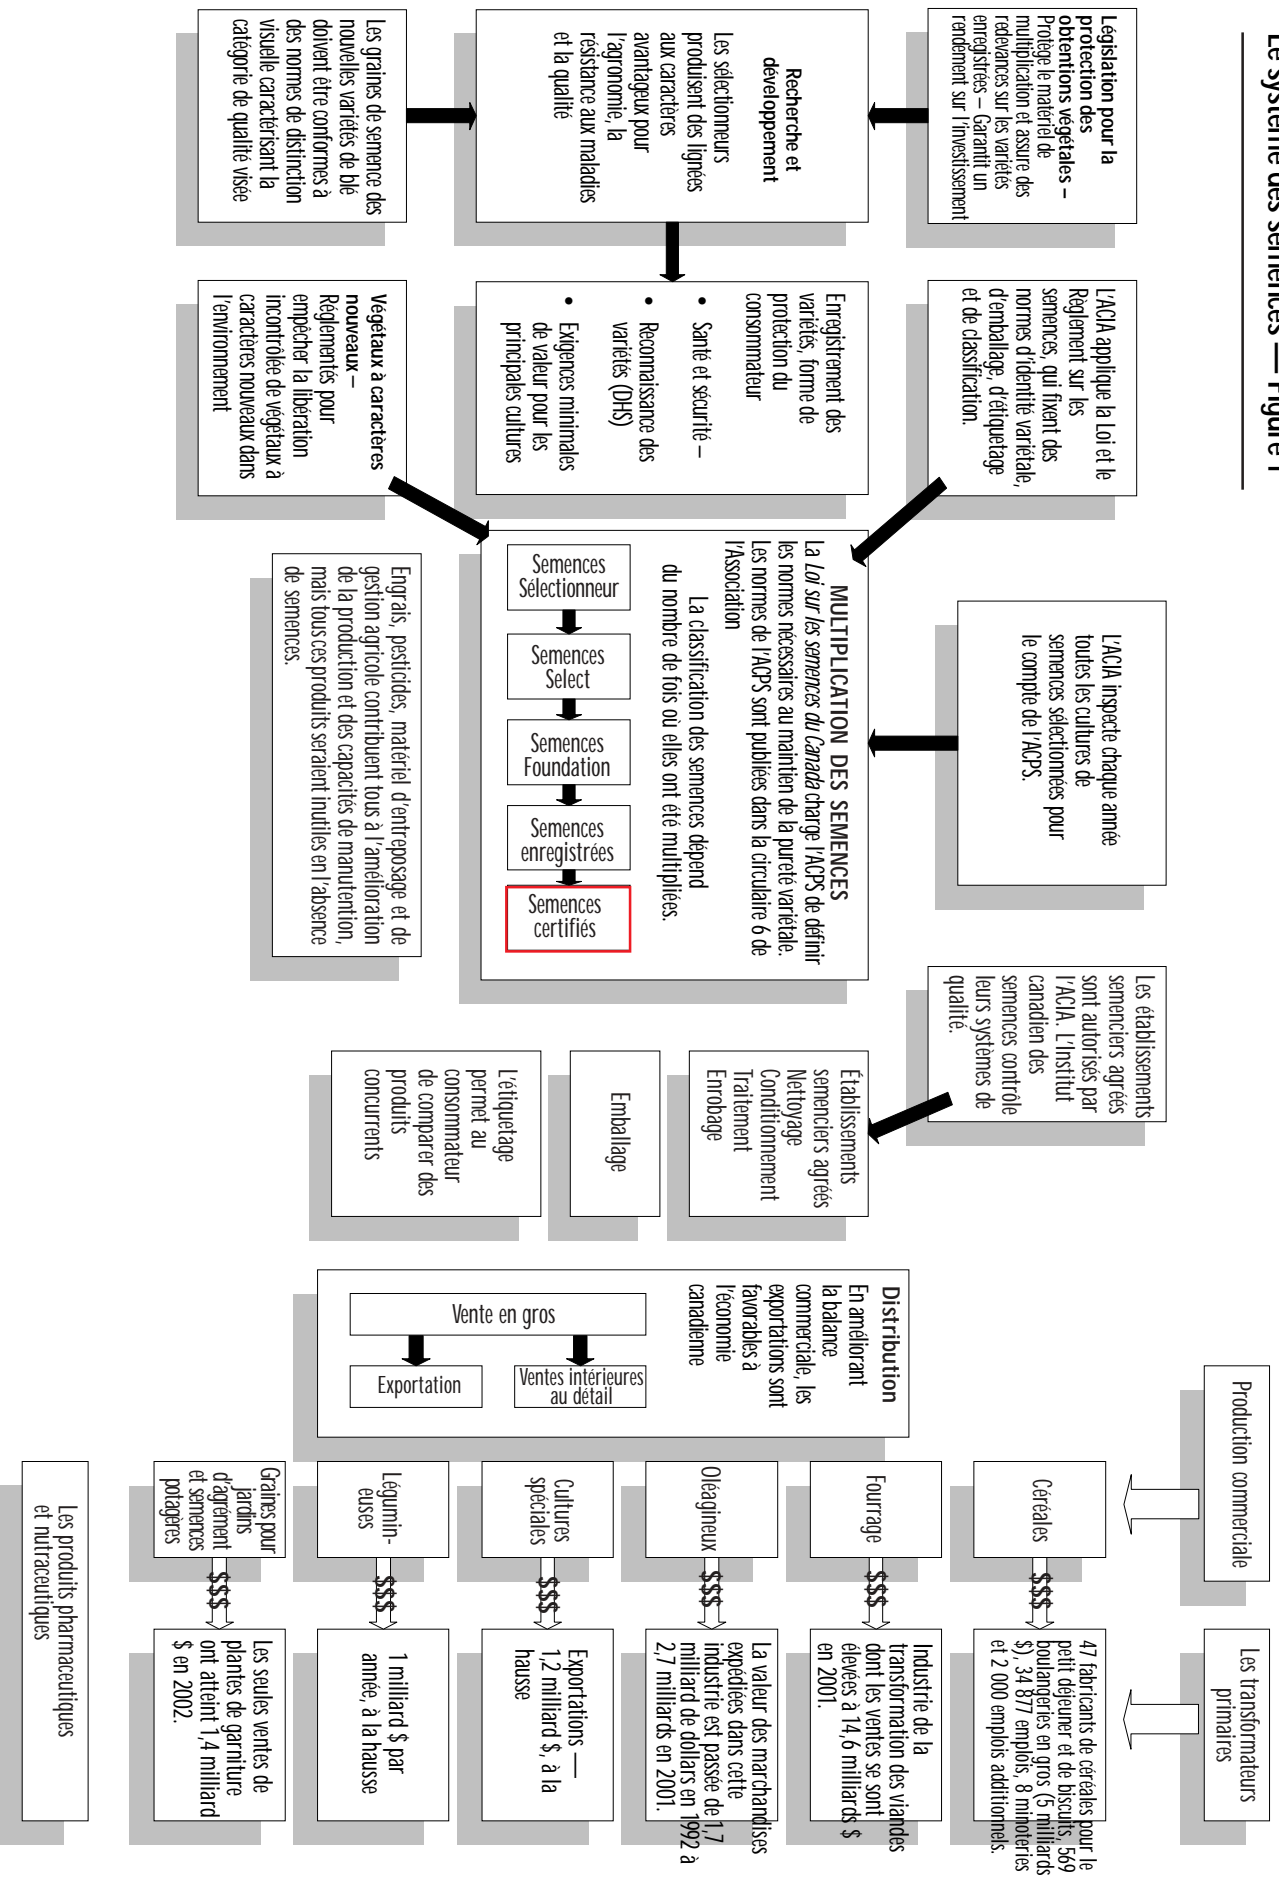 Le système des semences — Figure 1
Législation pour la
protection des
obtentions végétales –
Protège le matériel de
multiplication et assure des
redevances sur les variétés
enregistrées – Garantit un
rendement sur l'investissement
Recherche et
développement
Les sélectionneurs
produisent des lignées
aux caractères
avantageux pour
l'agronomie, la
résistance aux maladies
et la qualité
Les graines de semence des
nouvelles variétés de blé
doivent être conformes à
des normes de distinction
visuelle caractérisant la
catégorie de qualité visée
L'ACIA applique la Loi et le
Règlement sur les
semences, qui fixent des
normes d'identité variétale,
d'emballage, d'étiquetage
et de classification.
Enregistrement des
variétés, forme de
protection du
consommateur
• Santé et sécurité –
• Reconnaissance des
variétés (DHS)
• Exigences minimales
de valeur pour les
principales cultures
Végétaux à caractères
nouveaux –
Réglementés pour
empêcher la libération
incontrôlée de végétaux à
caractères nouveaux dans
l'environnement
L'ACIA inspecte chaque année
toutes les cultures de
semences sélectionnées pour
le compte de l'ACPS.
MULTIPLICATION DES SEMENCES
La Loi sur les semences du Canada charge l'ACPS de définir
les normes nécessaires au maintien de la pureté variétale.
Les normes de l'ACPS sont publiées dans la circulaire 6 de
l'Association
La classification des semences dépend
du nombre de fois où elles ont été multipliées.
Semences
Sélectionneur
Semences
Select
Semences
Foundation
Semences
enregistrées
Semences
certifiés
Engrais, pesticides, matériel d'entreposage et de
gestion agricole contribuent tous à l'amélioration
de la production et des capacités de manutention,
mais tous ces produits seraient inutiles en l'absence
de semences.
Les établissements
semenciers agréés
sont autorisés par
l'ACIA. L'Institut
canadien des
semences contrôle
leurs systèmes de
qualité.
Établissements
semenciers agréés
Nettoyage
Conditionnement
Traitement
Enrobage
Emballage
L'étiquetage
permet au
consommateur
de comparer des
produits
concurrents
Distribution
En améliorant
la balance
commerciale, les
exportations sont
favorables à
l'économie
canadienne
Vente en gros
Ventes intérieures
au détail
Exportation
Production commerciale
Les transformateurs
primaires
Céréales
$$$
47 fabricants de céréales pour le
petit déjeuner et de biscuits, 569
boulangeries en gros (5 milliards
$), 34 877 emplois, 8 minoteries
et 2 000 emplois additionnels.
Fourrage
$$$
Industrie de la
transformation des viandes
dont les ventes se sont
élevées à 14,6 milliards $
en 2001.
Oléagineux
$$$
La valeur des marchandises
expédiées dans cette
industrie est passée de 1,7
milliard de dollars en 1992 à
2,7 milliards en 2001.
Cultures
spéciales
$$$
Exportations —
1,2 milliard $, à la
hausse
Légumin-
euses
$$$
1 milliard $ par
année, à la hausse
Graines pour
jardins
d'agrément
et semences
potagères
$$$
Les seules ventes de
plantes de garniture
ont atteint 1,4 milliard
$ en 2002.
Les produits pharmaceutiques
et nutraceutiques